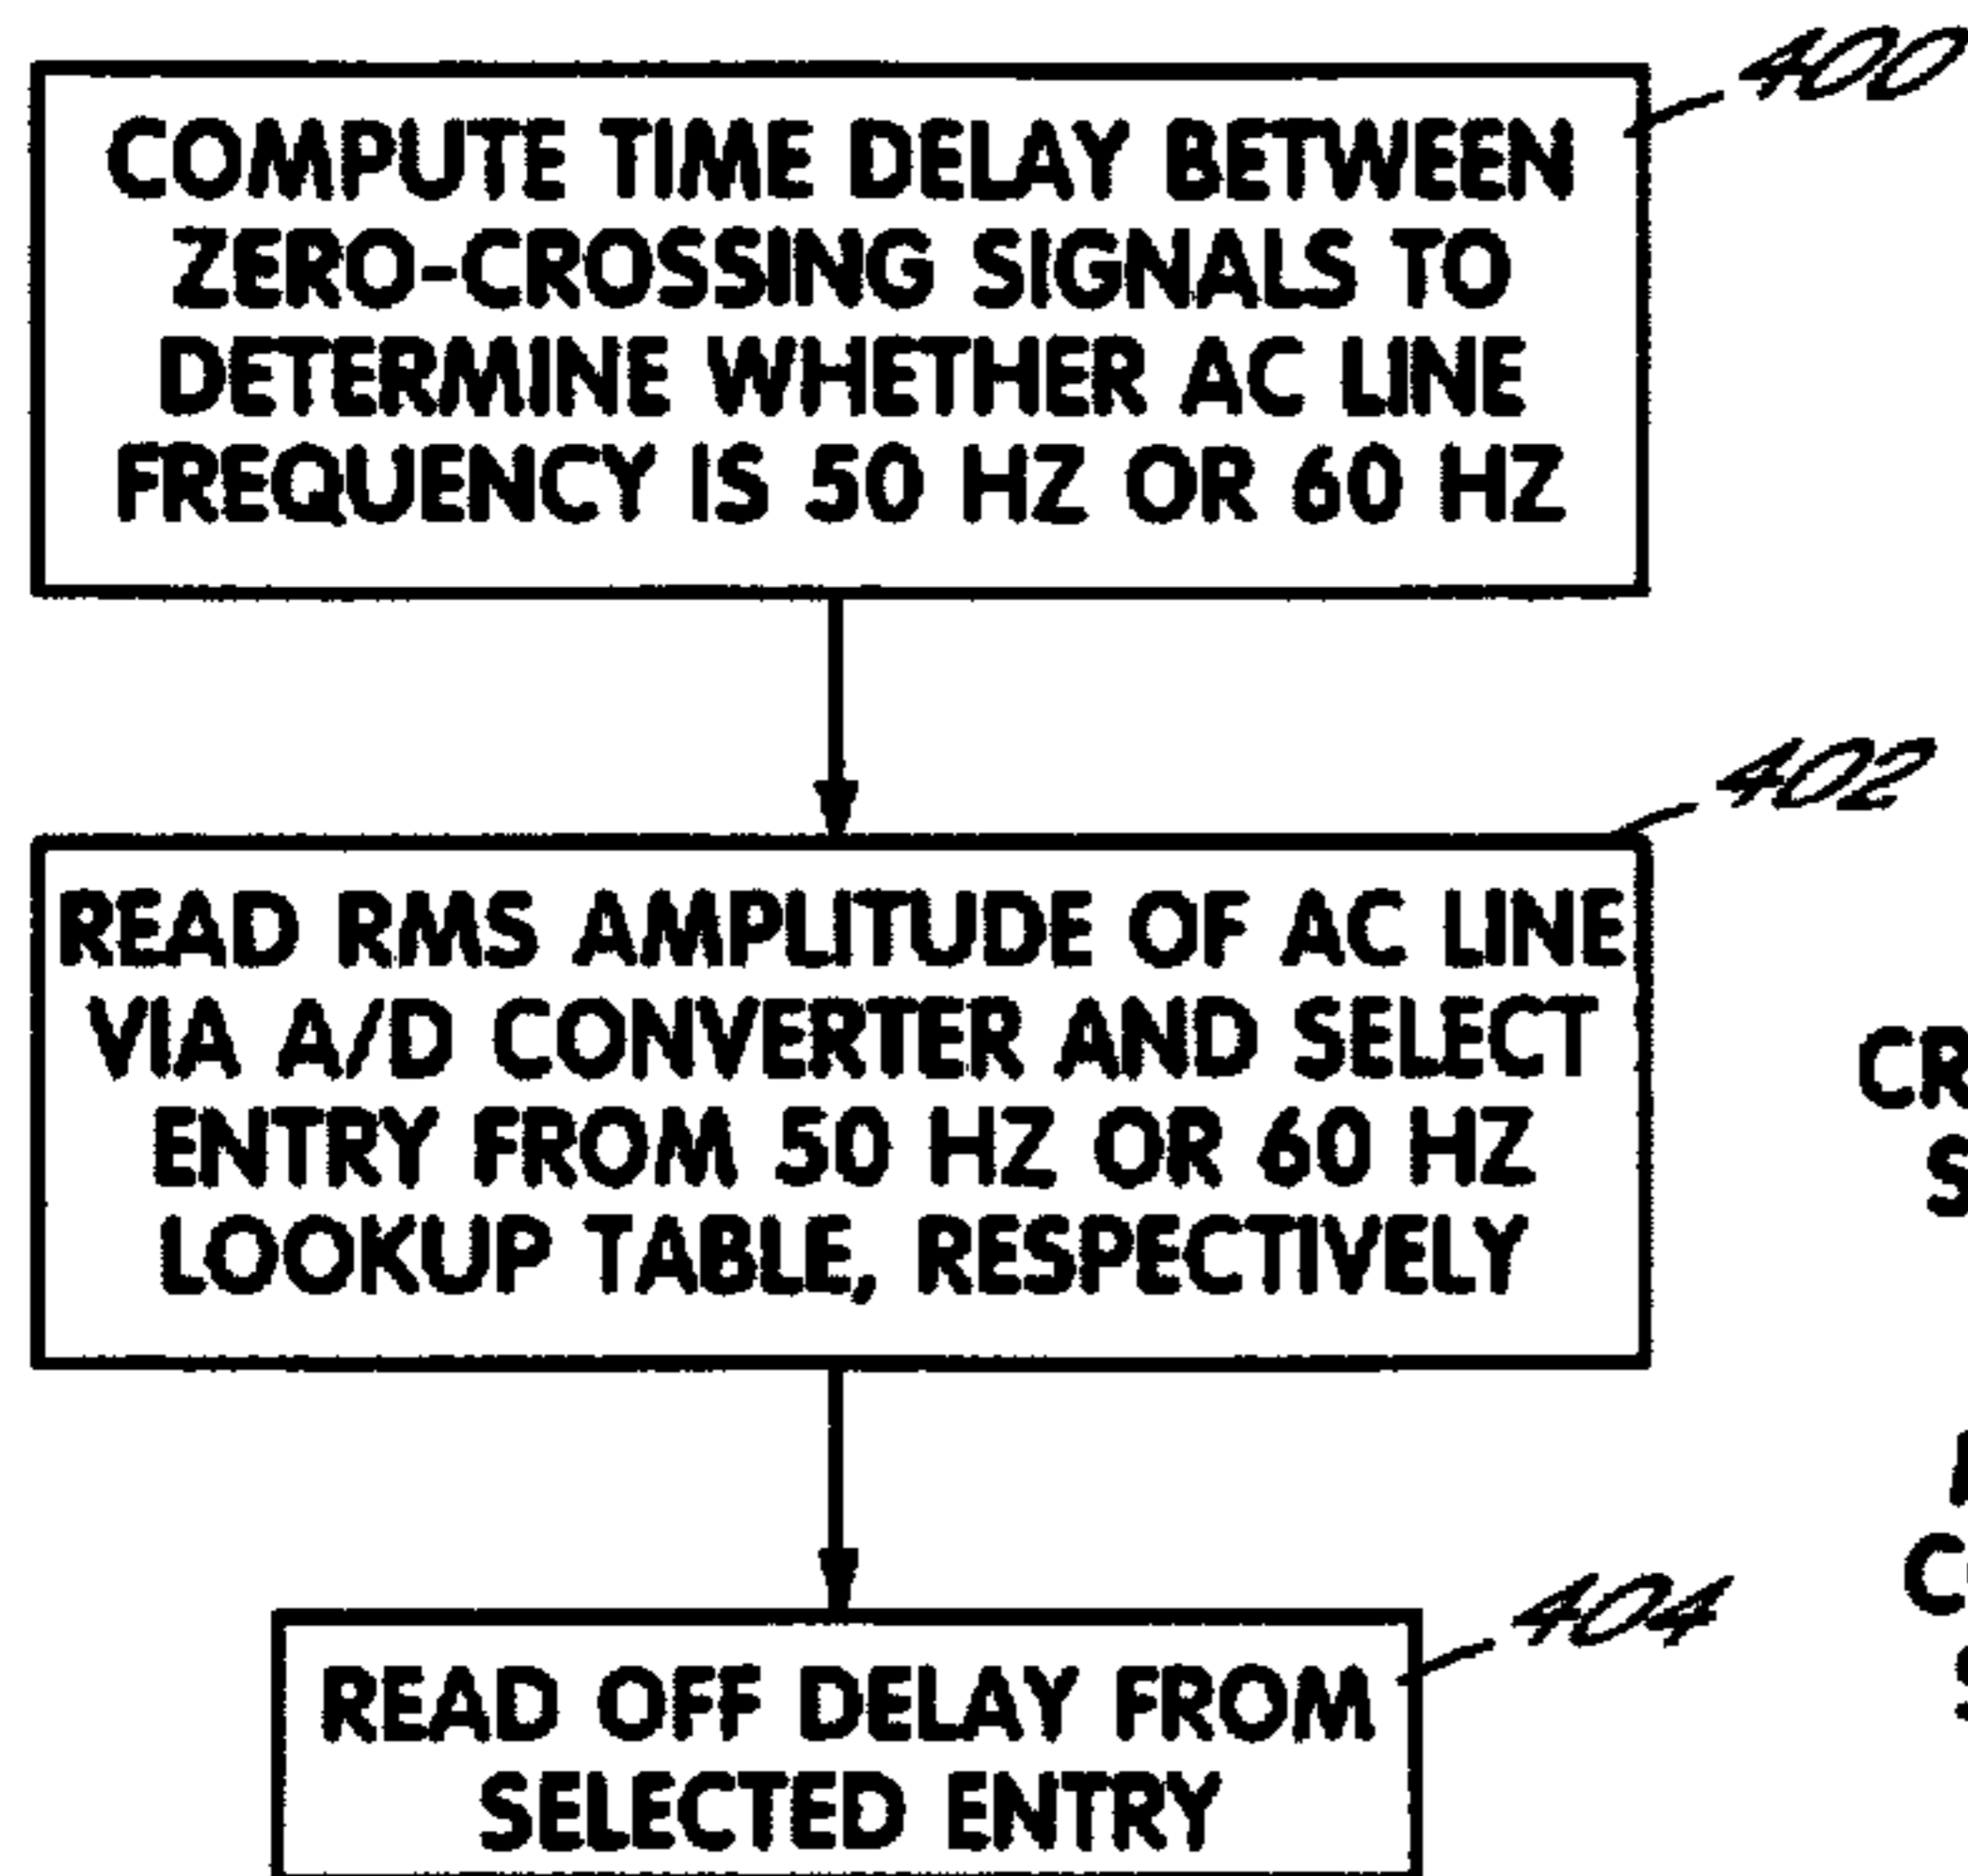 400
COMPUTE TIME DELAY BETWEEN
ZERO-CROSSING SIGNALS TO
DETERMINE WHETHER AC LINE
FREQUENCY IS 50 HZ OR 60 HZ
402
READ RMS AMPLITUDE OF AC LINE
VIA A/D CONVERTER AND SELECT
ENTRY FROM 50 HZ OR 60 HZ
LOOKUP TABLE, RESPECTIVELY
404
READ OFF DELAY FROM
SELECTED ENTRY